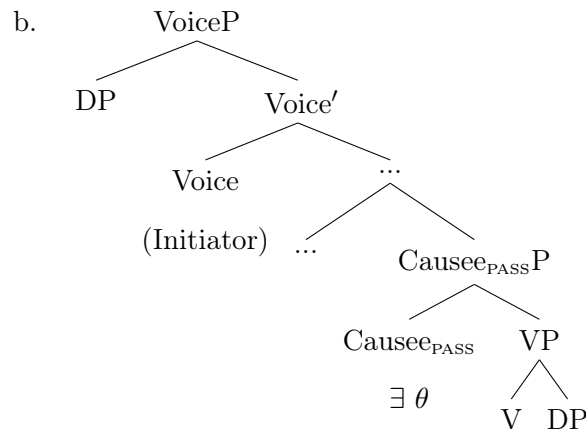 b.
VoiceP
DP Voice′
Voice ...
(Initiator) ... Causee_PASS P
Causee_PASS VP
∃ θ V DP